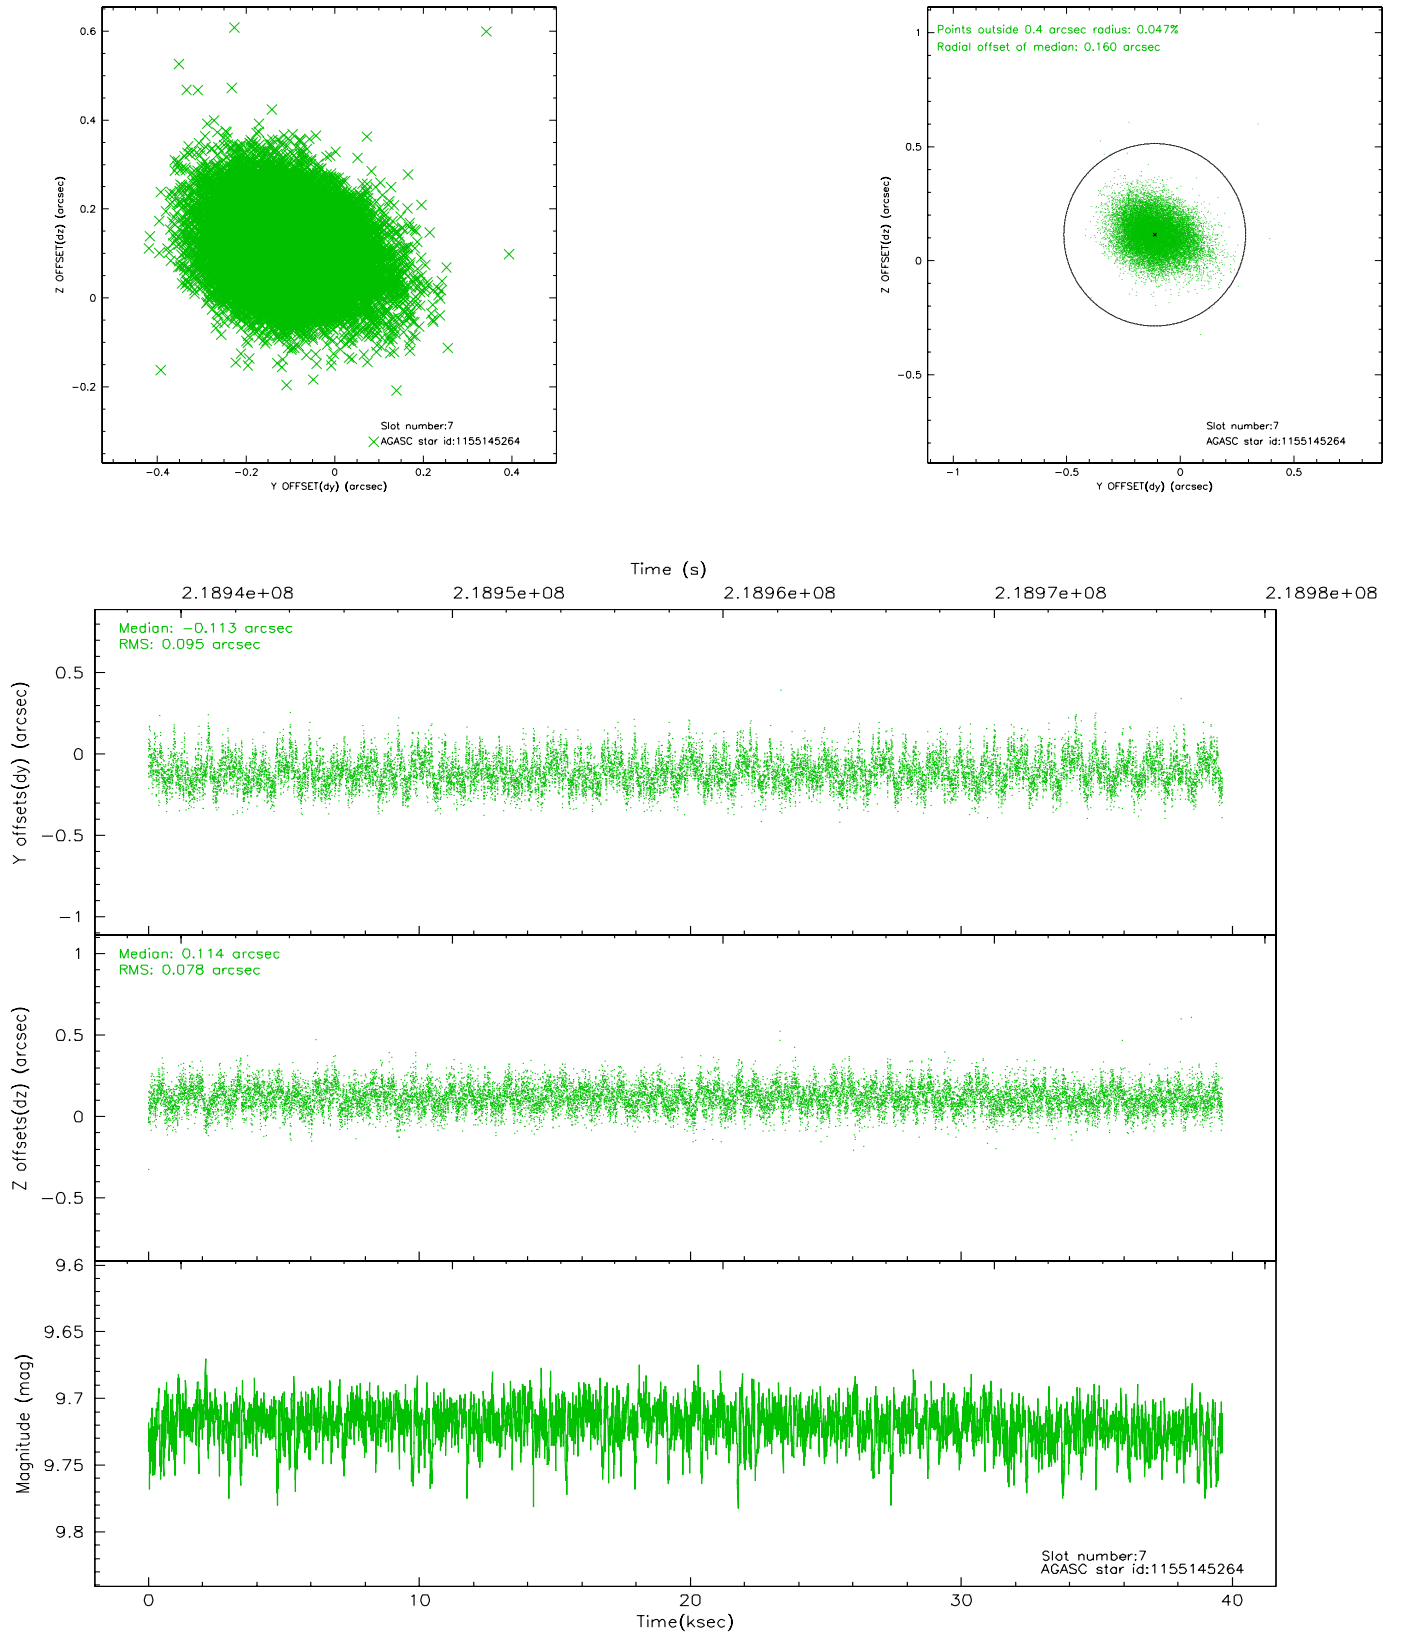 0.6
0.4
0.2
0
−0.2
Z OFFSET(dz) (arcsec)
Slot number:7
AGASC star id:1155145264
−0.4
−0.2
0
0.2
0.4
Y OFFSET(dy) (arcsec)
Points outside 0.4 arcsec radius: 0.047%
Radial offset of median: 0.160 arcsec
1
0.5
0
−0.5
Z OFFSET(dz) (arcsec)
Slot number:7
AGASC star id:1155145264
−1
−0.5
0
0.5
Y OFFSET(dy) (arcsec)
Time (s)
2.1894e+08
2.1895e+08
2.1896e+08
2.1897e+08
2.1898e+08
Median: −0.113 arcsec
RMS: 0.095 arcsec
0.5
0
−0.5
−1
Y offsets(dy) (arcsec)
Median: 0.114 arcsec
RMS: 0.078 arcsec
1
0.5
0
−0.5
Z offsets(dz) (arcsec)
9.6
9.65
9.7
9.75
9.8
Magnitude (mag)
Slot number:7
AGASC star id:1155145264
0
10
20
30
40
Time(ksec)